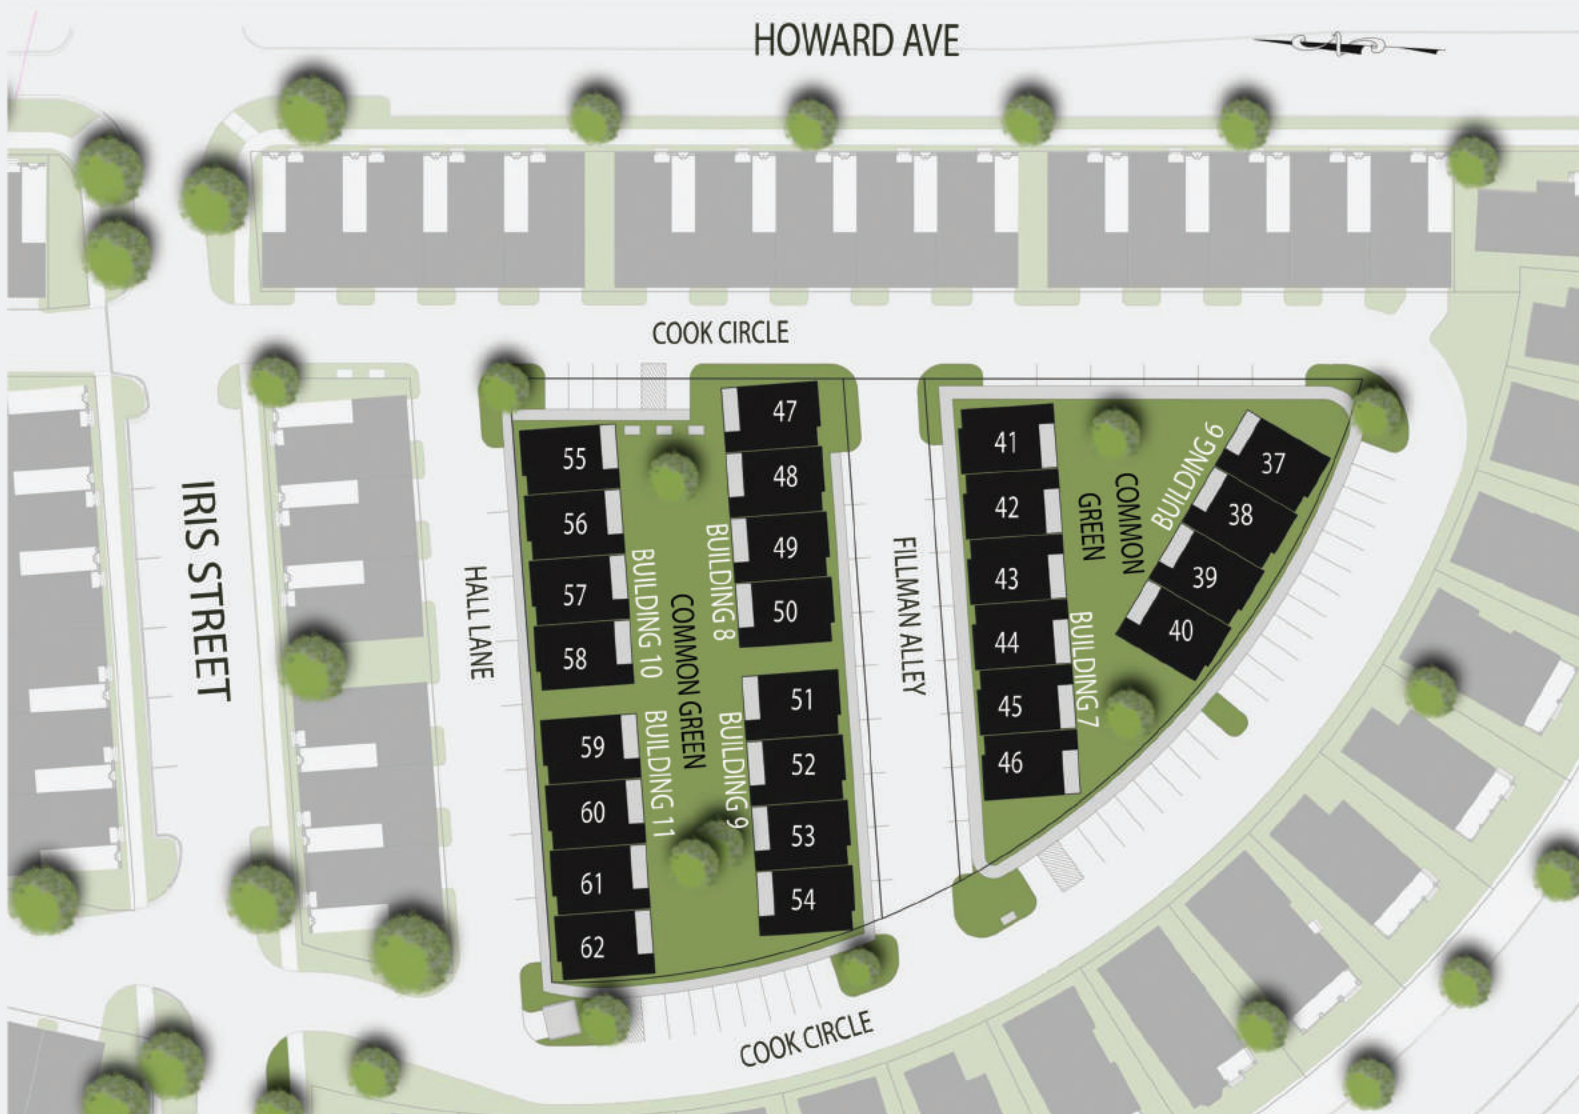 HOWARD AVE
COOK CIRCLE
IRIS STREET
HALL LANE
55
56
57
58
BUILDING 10
59
60
61
62
BUILDING 11
COMMON GREEN
47
48
49
50
BUILDING 8
51
52
53
54
BUILDING 9
FILLMAN ALLEY
41
42
43
44
45
46
BUILDING 7
COMMON
GREEN
BUILDING 6
37
38
39
40
COOK CIRCLE